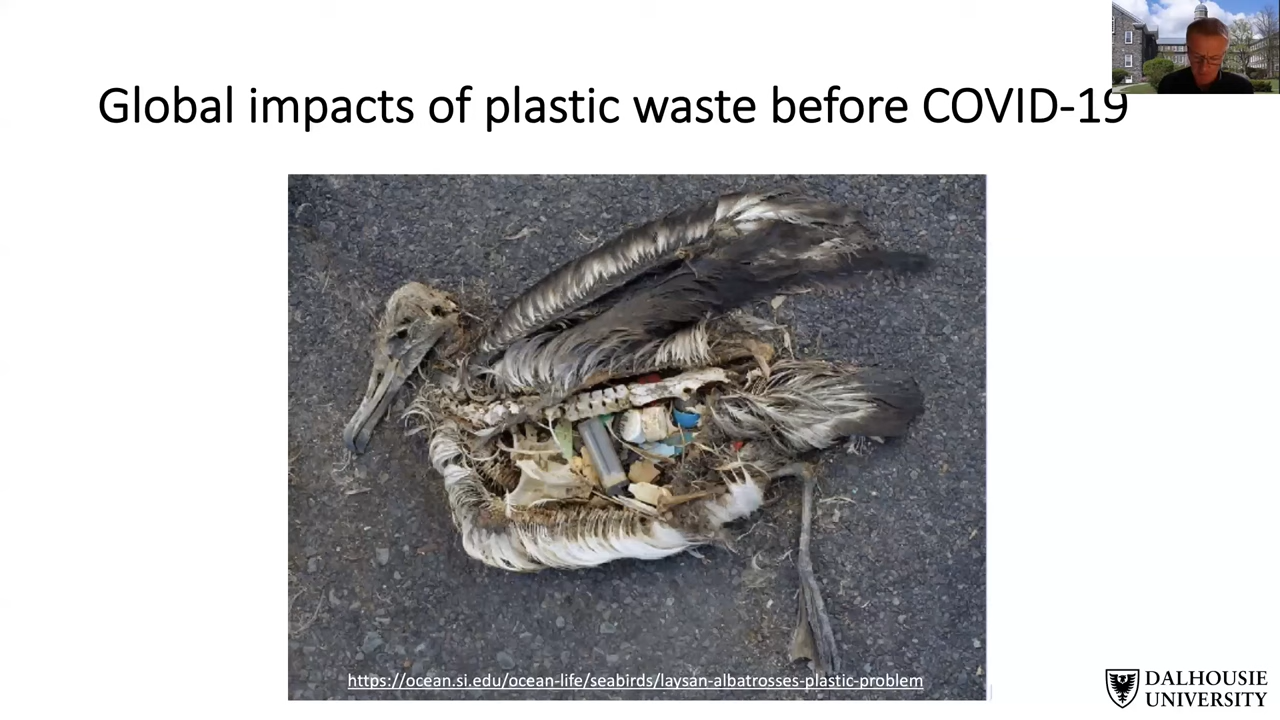 Global impacts of plastic waste before COVID-19
https://ocean.si.edu/ocean-life/seabirds/laysan-albatrosses-plastic-problem
DALHOUSIE
UNIVERSITY